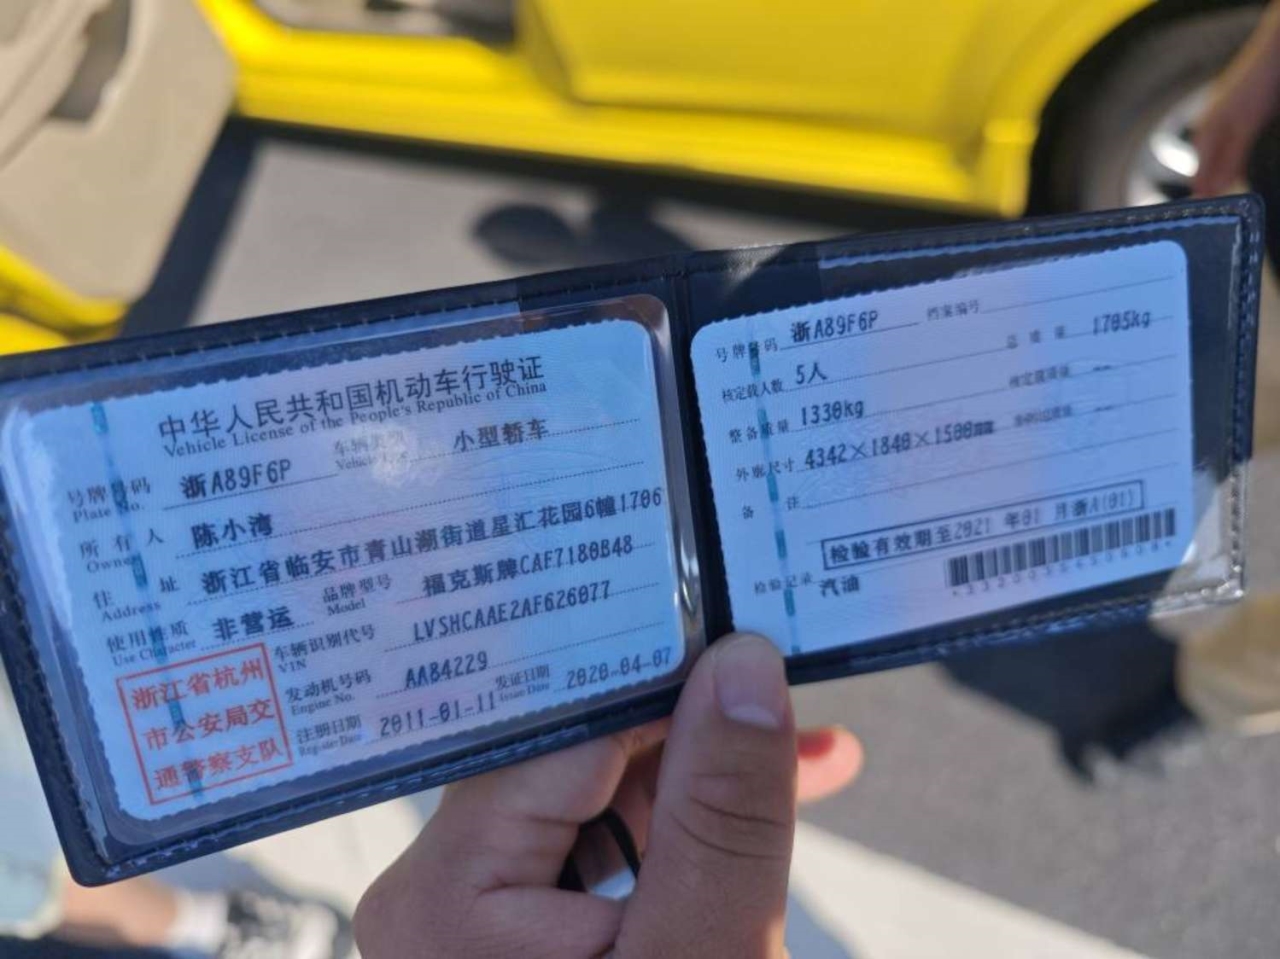 中华人民共和国机动车行驶证
Vehicle License of the People's Republic of China
号牌号码 浙A89F6P 车辆类型 小型轿车
Plate No. Vehicle Type
所有人 陈小湾
Owner
住址 浙江省临安市青山湖街道星汇花园6幢1706
Address
使用性质 非营运 品牌型号 福克斯牌CAF7180B48
Use Character Model
车辆识别代号 LVSHCAAE2AF626077
VIN
发动机号码 AA84229
Engine No.
注册日期 2011-01-11 发证日期 2020-04-07
Register Date Issue Date
浙江省杭州
市公安局交
通警察支队
号牌号码 浙A89F6P 档案编号
核定载人数 5人 总质量 1705kg
整备质量 1330kg 核定载质量 --
外廓尺寸 4342×1840×1500mm --
备注
检验有效期至2021年01月浙A(01)
检验记录 汽油